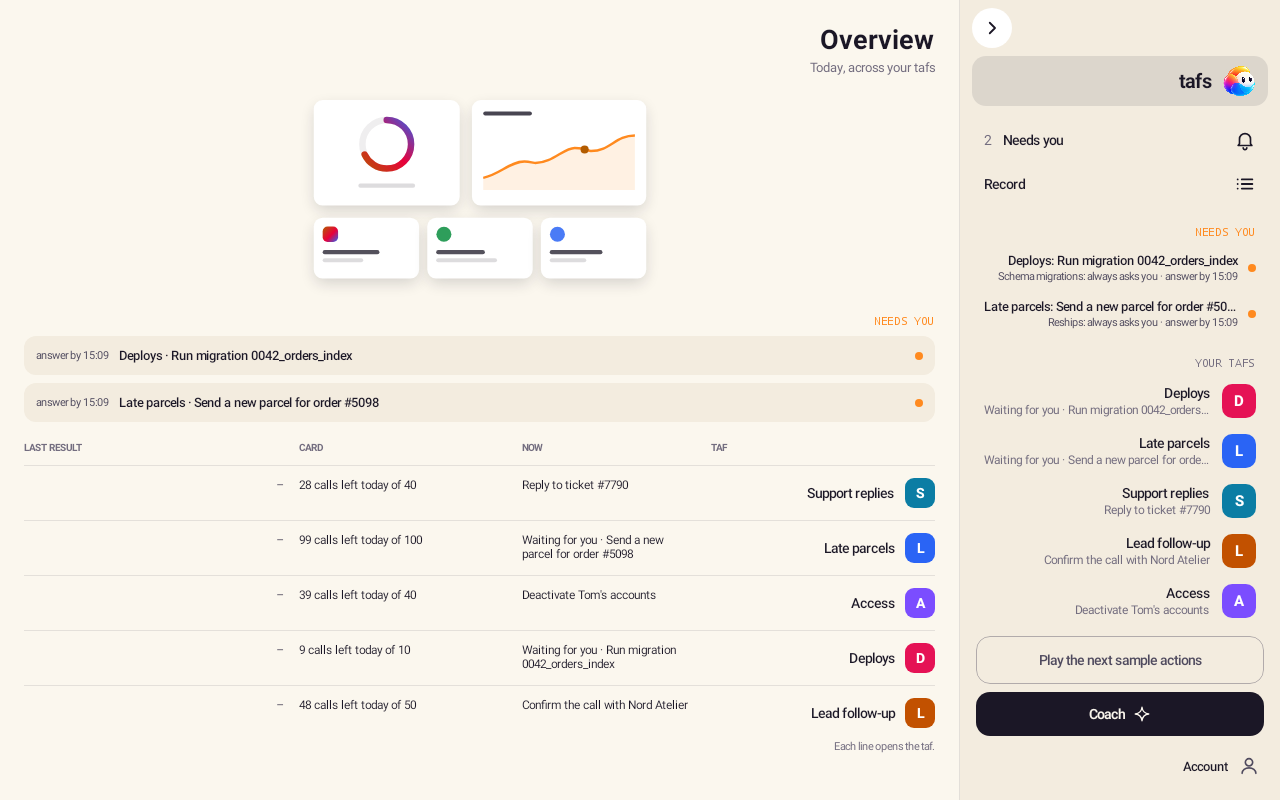 Overview
Today, across your tafs
NEEDS YOU
answer by 15:09 Deploys · Run migration 0042_orders_index
answer by 15:09 Late parcels · Send a new parcel for order #5098
LAST RESULT CARD NOW TAF
– 28 calls left today of 40 Reply to ticket #7790 Support replies S
– 99 calls left today of 100 Waiting for you · Send a new
parcel for order #5098 Late parcels L
– 39 calls left today of 40 Deactivate Tom's accounts Access A
– 9 calls left today of 10 Waiting for you · Run migration
0042_orders_index Deploys D
– 48 calls left today of 50 Confirm the call with Nord Atelier Lead follow-up L
Each line opens the taf.
tafs
2 Needs you
Record
NEEDS YOU
Deploys: Run migration 0042_orders_index
Schema migrations: always asks you · answer by 15:09
Late parcels: Send a new parcel for order #50…
Reships: always asks you · answer by 15:09
YOUR TAFS
Deploys D
Waiting for you · Run migration 0042_orders…
Late parcels L
Waiting for you · Send a new parcel for orde…
Support replies S
Reply to ticket #7790
Lead follow-up L
Confirm the call with Nord Atelier
Access A
Deactivate Tom's accounts
Play the next sample actions
Coach
Account